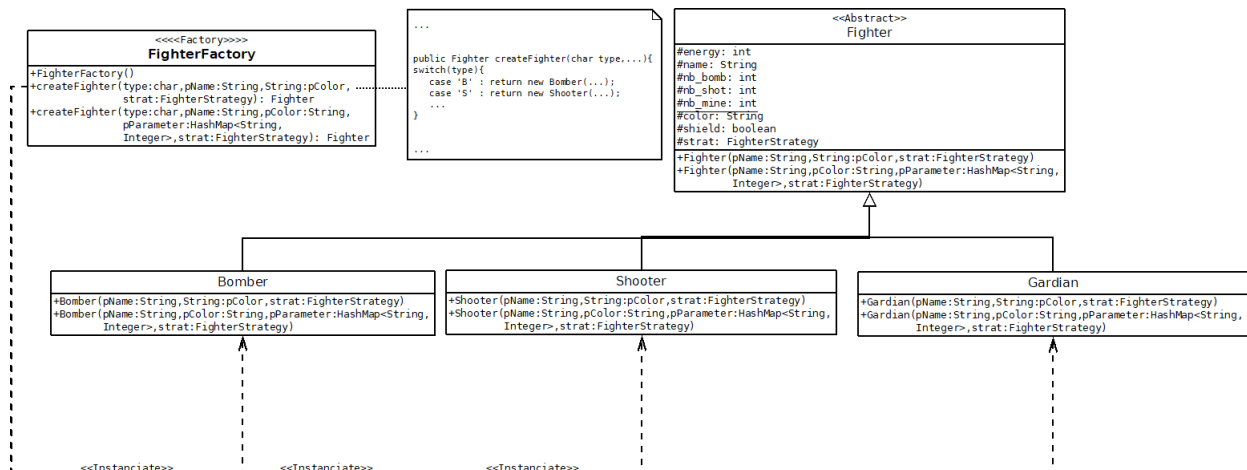 <<<<Factory>>>>
FighterFactory
+FighterFactory()
+createFighter(type:char,pName:String,String:pColor,
strat:FighterStrategy): Fighter
+createFighter(type:char,pName:String,pColor:String,
pParameter:HashMap<String,
Integer>,strat:FighterStrategy): Fighter
...
public Fighter createFighter(char type,...){
switch(type){
case 'B' : return new Bomber(...);
case 'S' : return new Shooter(...);
...
}
...
<<Abstract>>
Fighter
#energy: int
#name: String
#nb_bomb: int
#nb_shot: int
#nb_mine: int
#color: String
#shield: boolean
#strat: FighterStrategy
+Fighter(pName:String,String:pColor,strat:FighterStrategy)
+Fighter(pName:String,pColor:String,pParameter:HashMap<String,
Integer>,strat:FighterStrategy)
Bomber
+Bomber(pName:String,String:pColor,strat:FighterStrategy)
+Bomber(pName:String,pColor:String,pParameter:HashMap<String,
Integer>,strat:FighterStrategy)
Shooter
+Shooter(pName:String,String:pColor,strat:FighterStrategy)
+Shooter(pName:String,pColor:String,pParameter:HashMap<String,
Integer>,strat:FighterStrategy)
Gardian
+Gardian(pName:String,String:pColor,strat:FighterStrategy)
+Gardian(pName:String,pColor:String,pParameter:HashMap<String,
Integer>,strat:FighterStrategy)
<<Instanciate>>
<<Instanciate>>
<<Instanciate>>